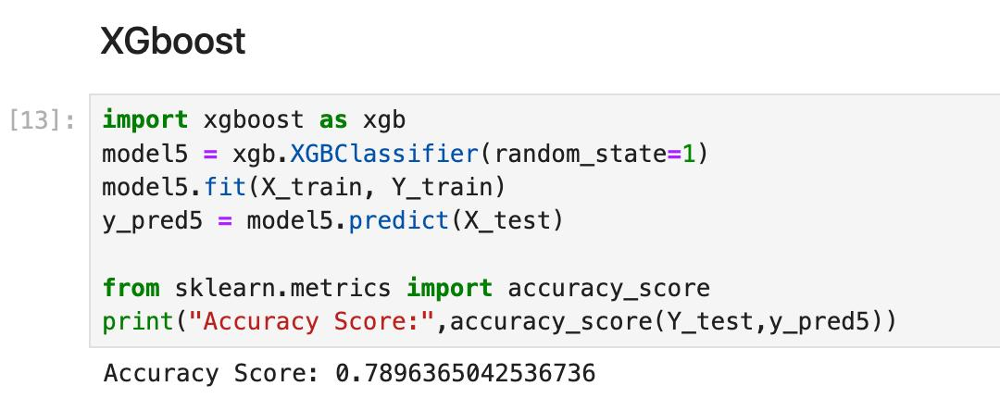 XGboost
[13]:
import xgboost as xgb
model5 = xgb.XGBClassifier(random_state=1)
model5.fit(X_train, Y_train)
y_pred5 = model5.predict(X_test)
from sklearn.metrics import accuracy_score
print("Accuracy Score:",accuracy_score(Y_test,y_pred5))
Accuracy Score: 0.7896365042536736